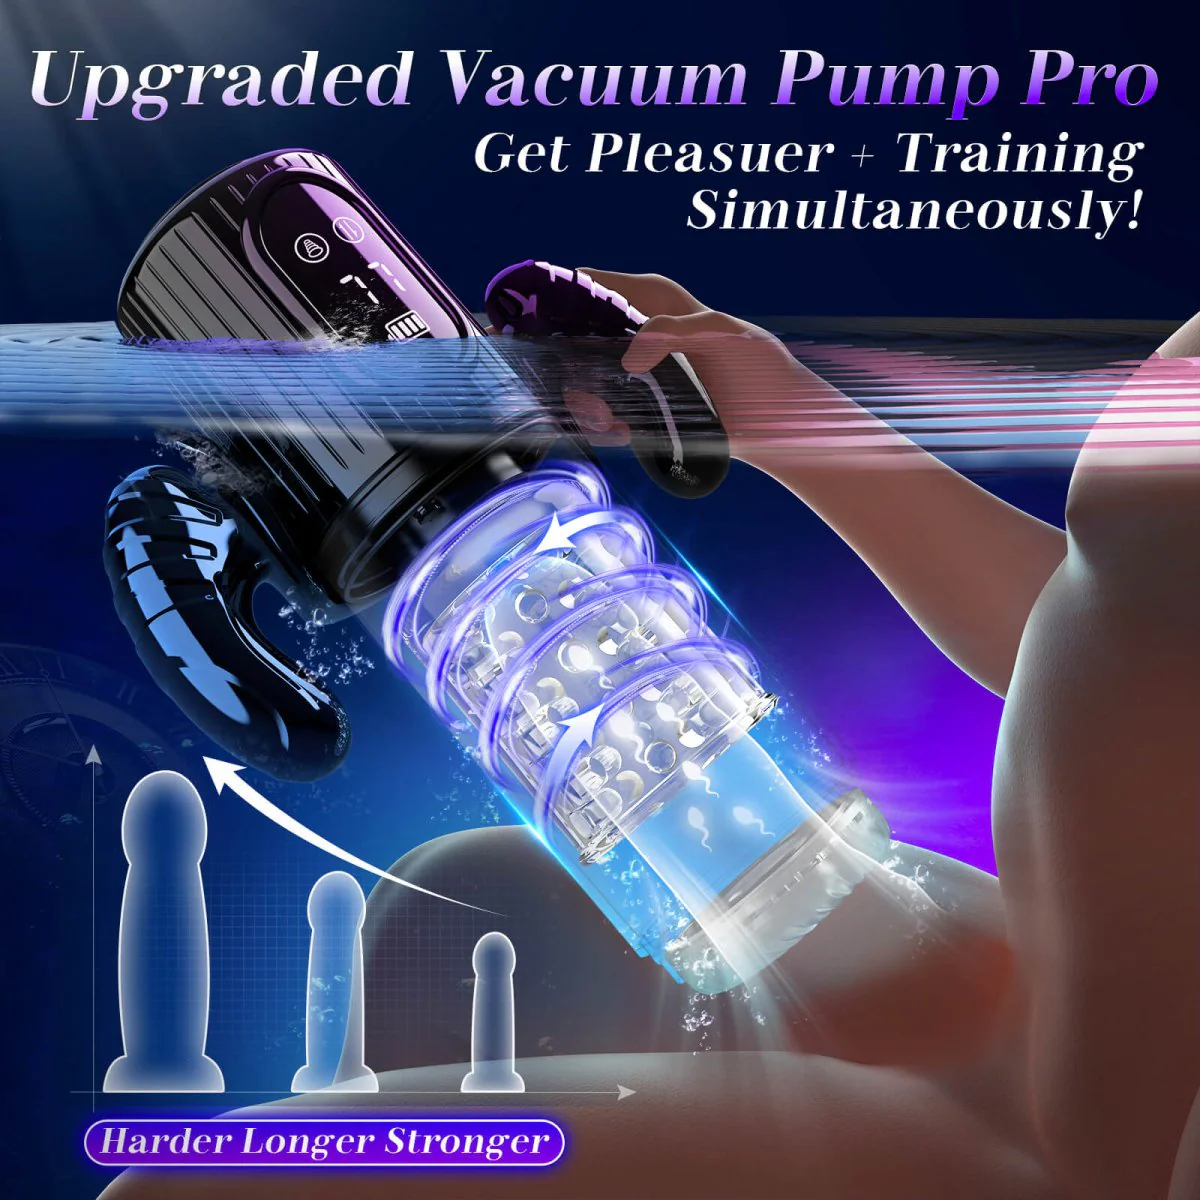 Upgraded Vacuum Pump Pro
Get Pleasuer + Training
Simultaneously!
Harder Longer Stronger